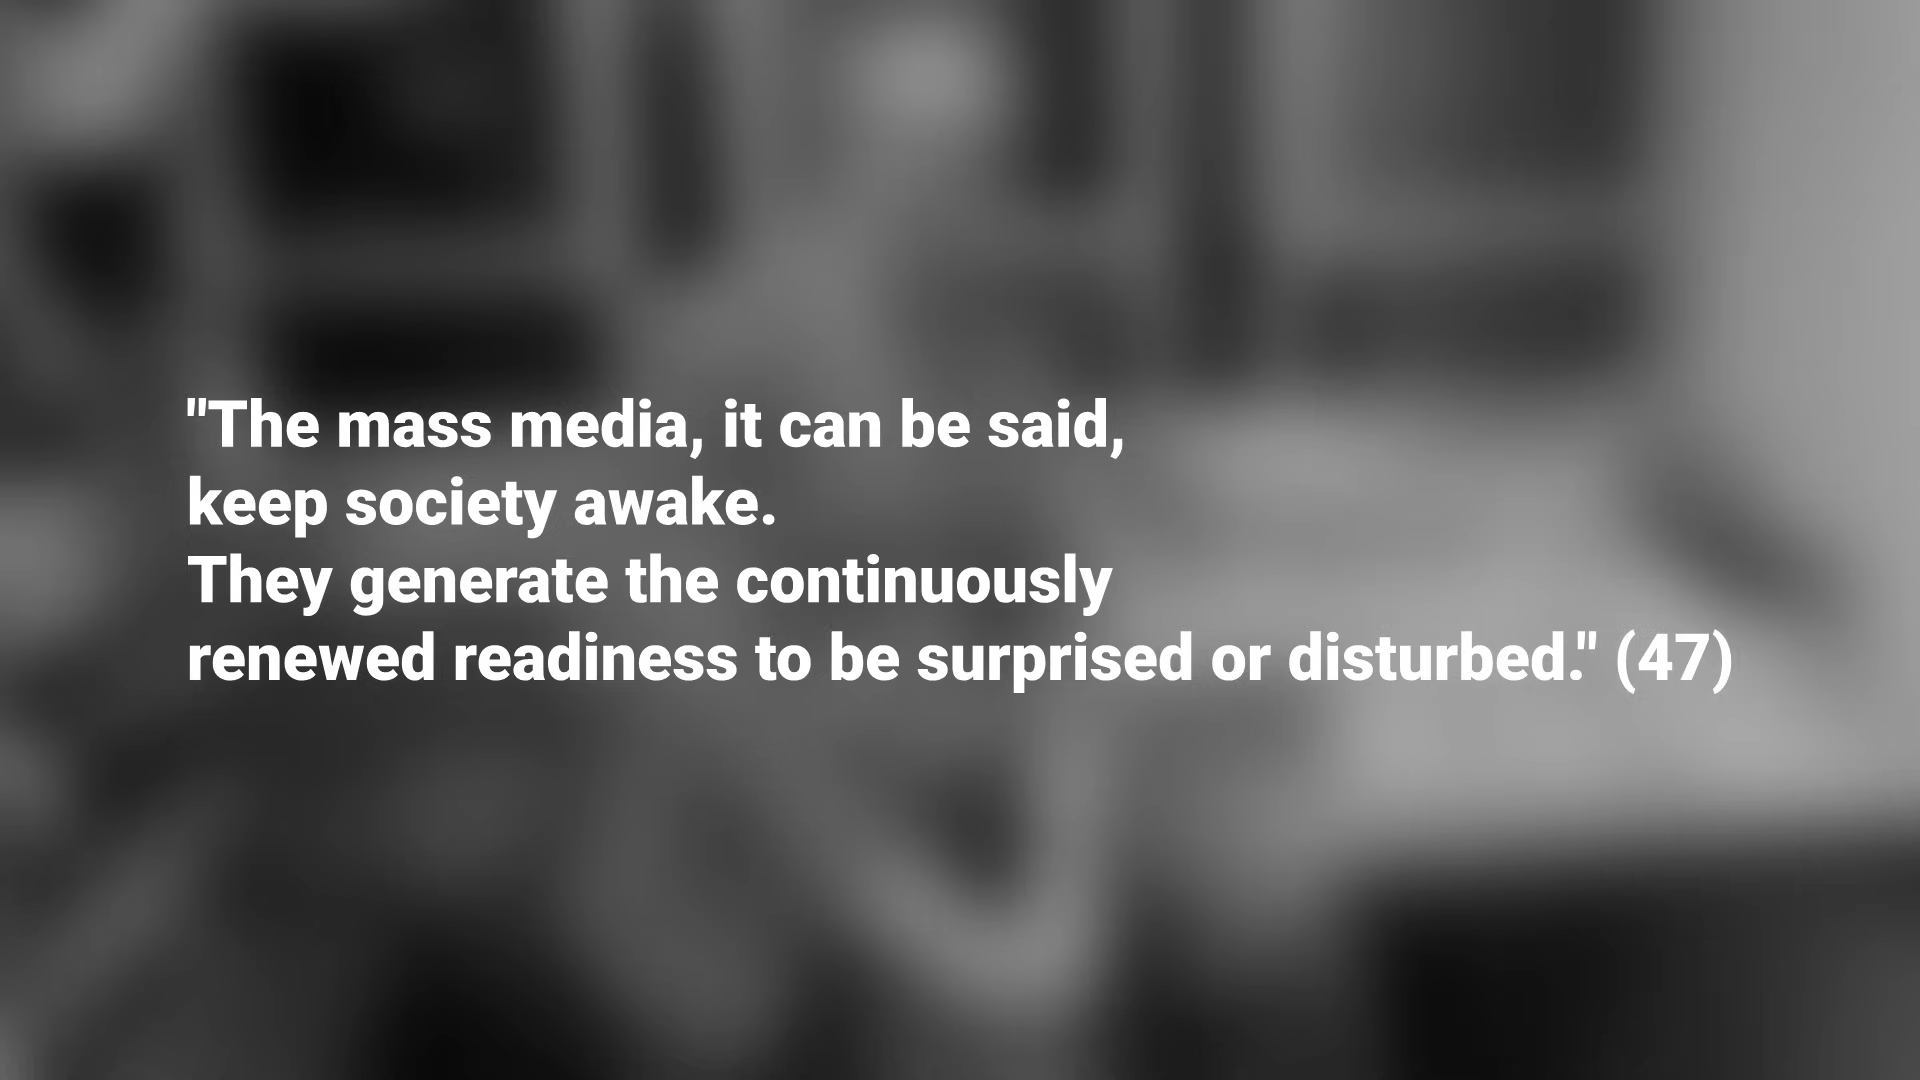 "The mass media, it can be said,
keep society awake.
They generate the continuously
renewed readiness to be surprised or disturbed." (47)